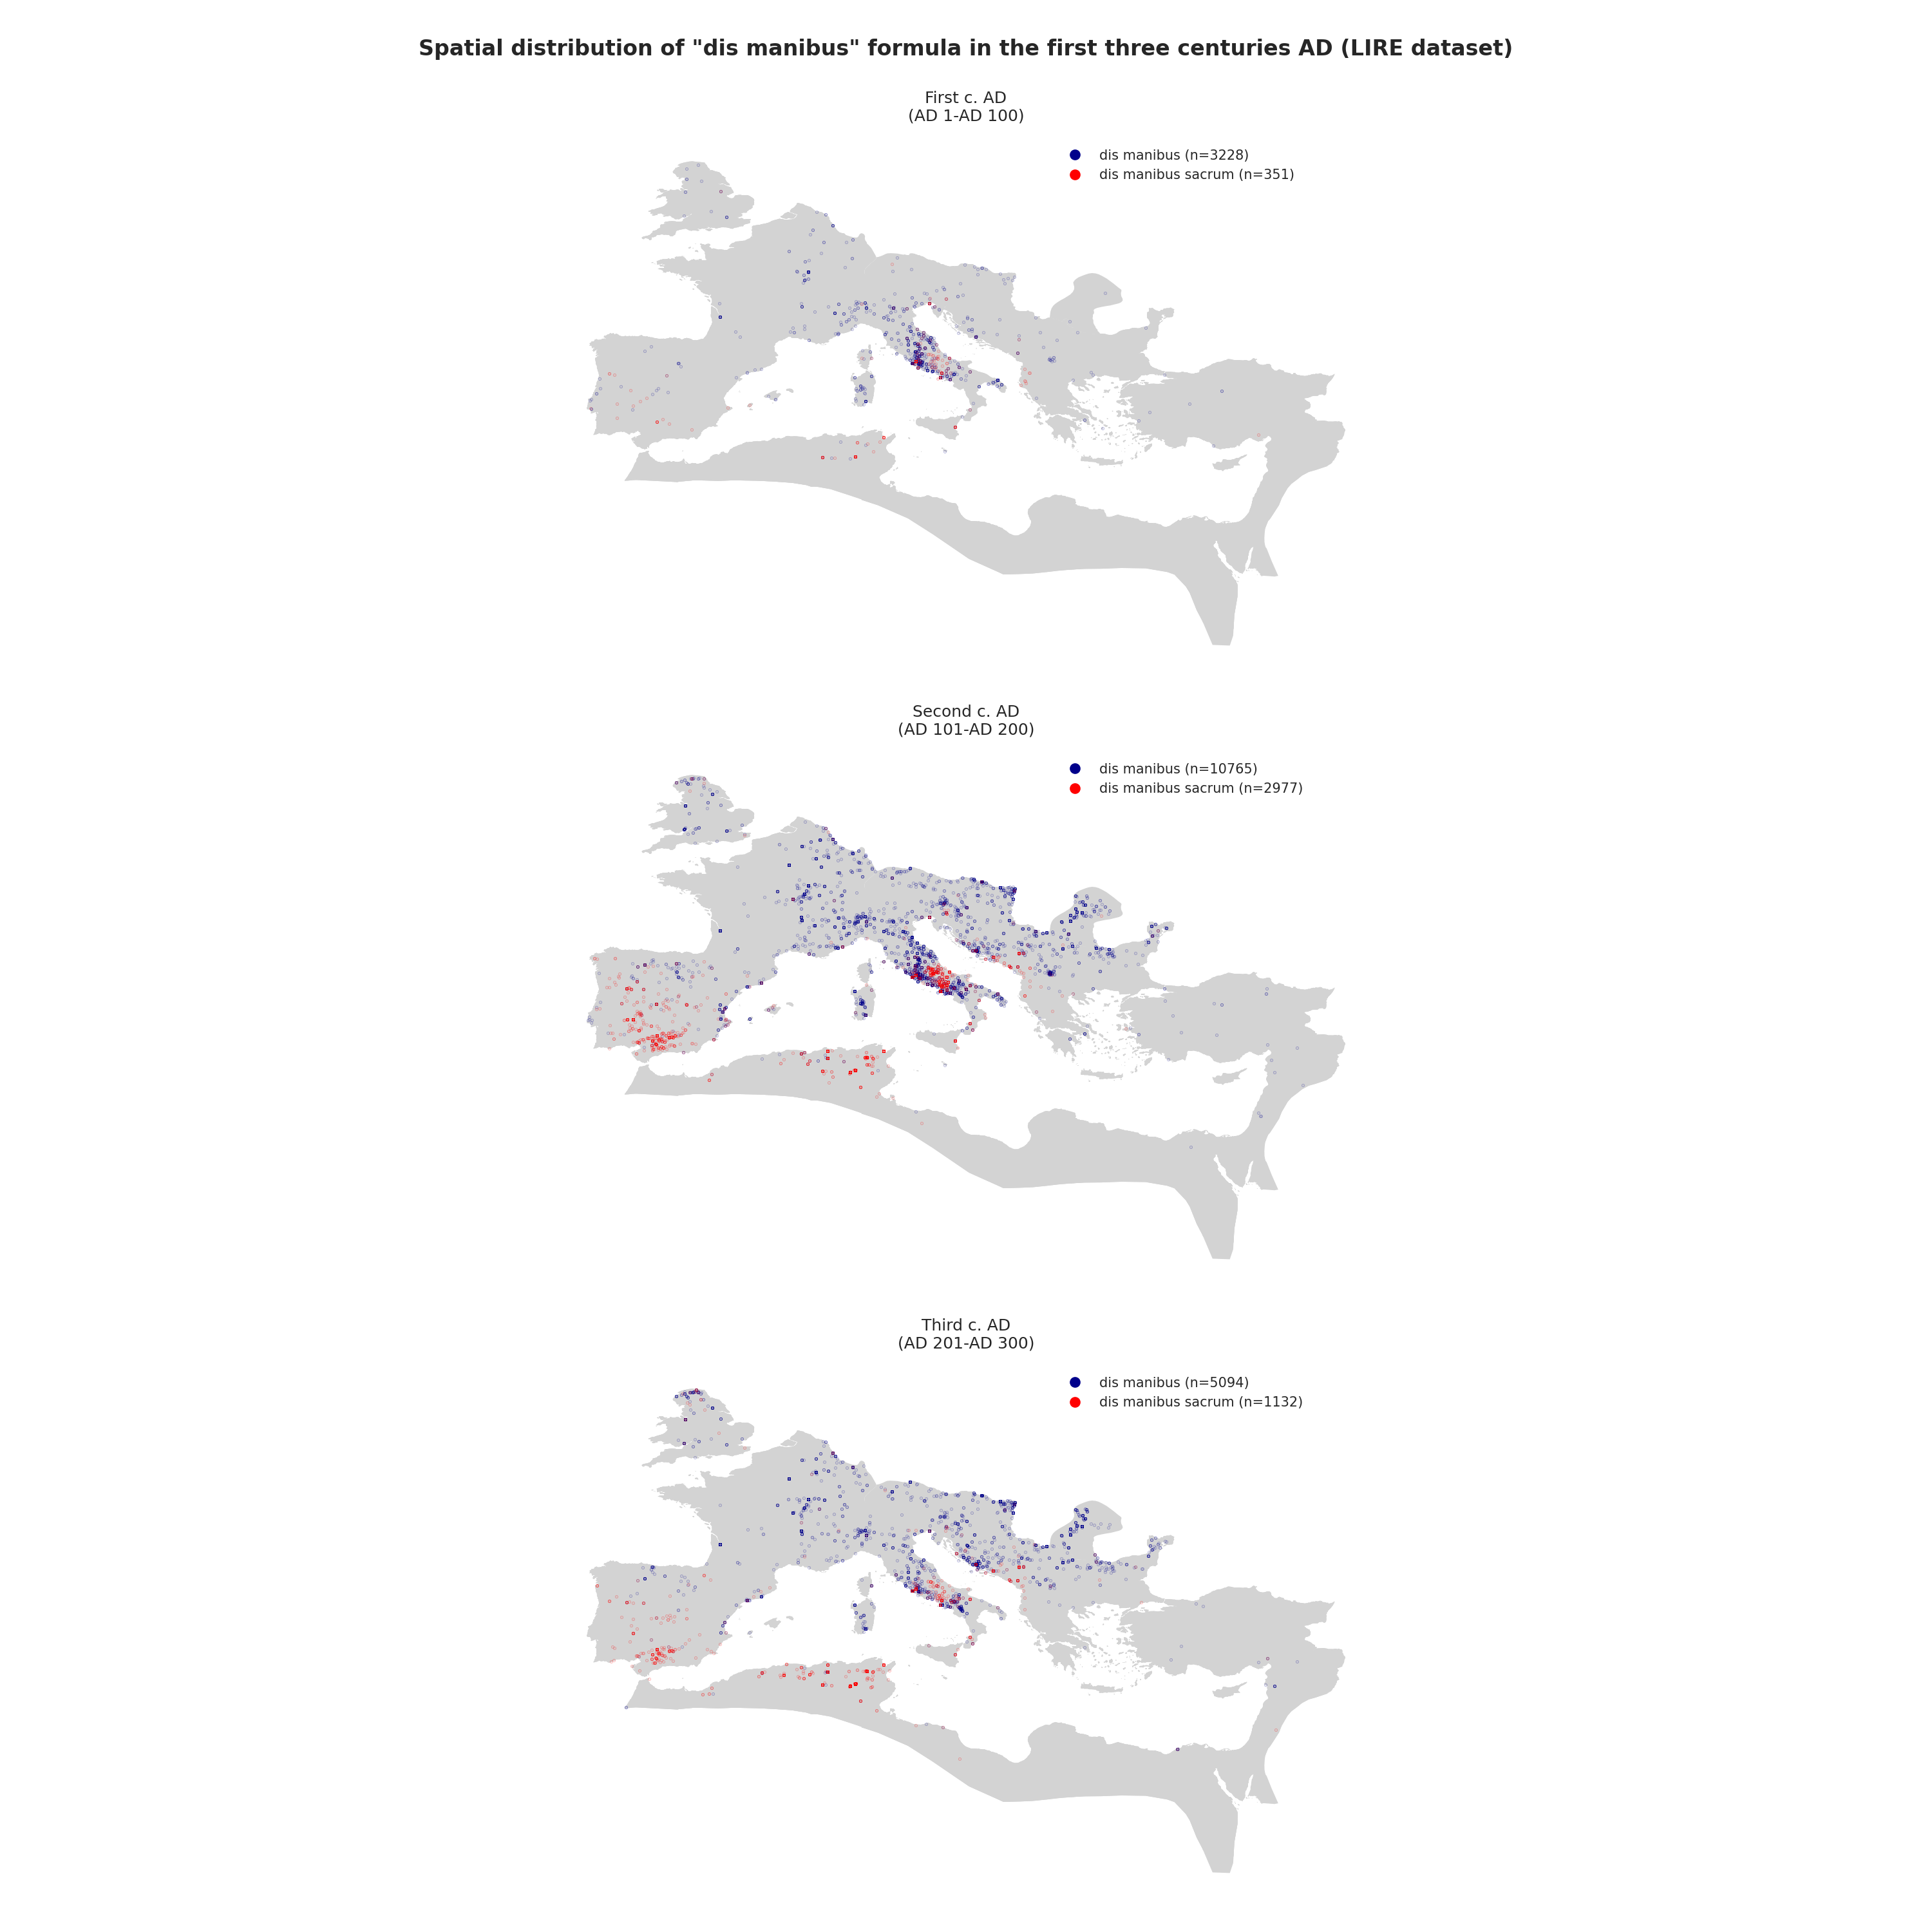 Spatial distribution of "dis manibus" formula in the first three centuries AD (LIRE dataset)
First c. AD
(AD 1-AD 100)
dis manibus (n=3228)
dis manibus sacrum (n=351)
Second c. AD
(AD 101-AD 200)
dis manibus (n=10765)
dis manibus sacrum (n=2977)
Third c. AD
(AD 201-AD 300)
dis manibus (n=5094)
dis manibus sacrum (n=1132)